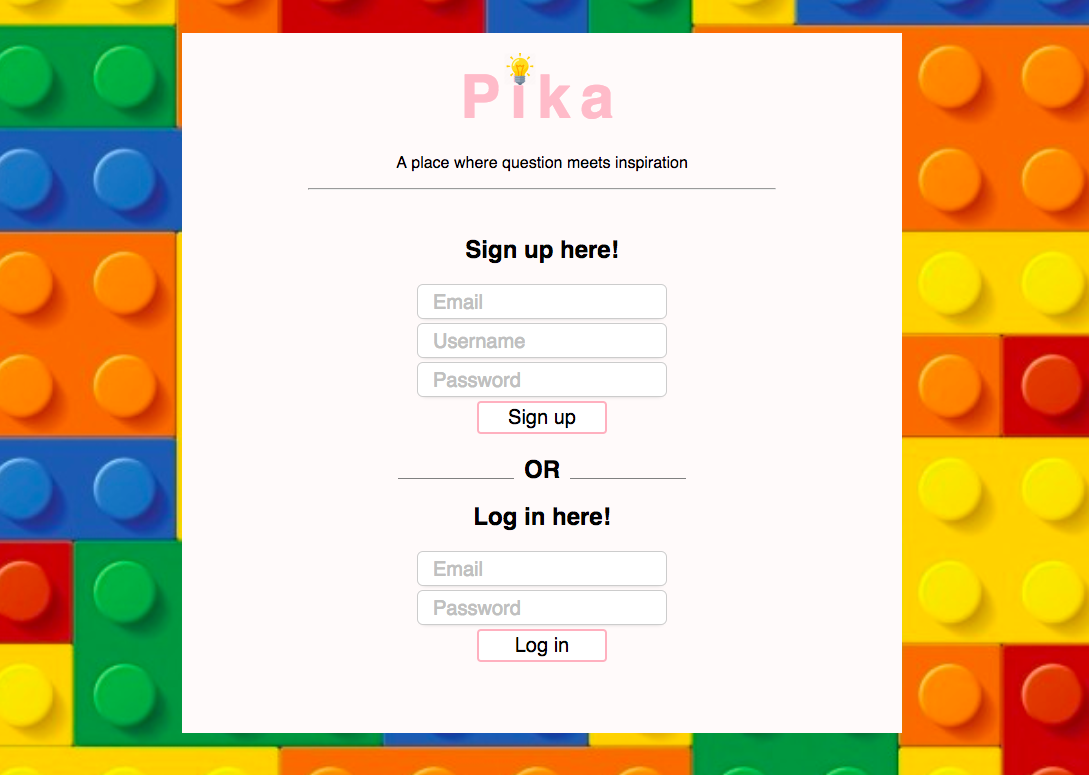 Pika
A place where question meets inspiration
Sign up here!
Email
Username
Password
Sign up
OR
Log in here!
Email
Password
Log in